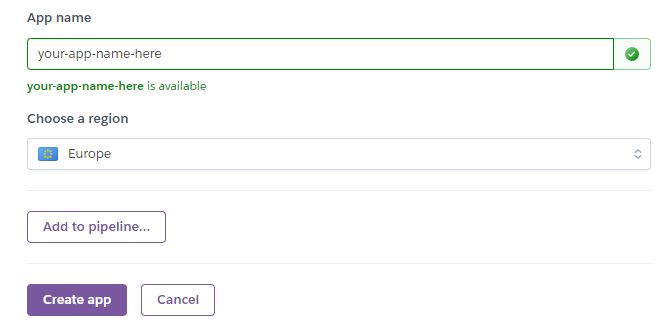 App name
your-app-name-here
your-app-name-here is available
Choose a region
Europe
Add to pipeline...
Create app
Cancel